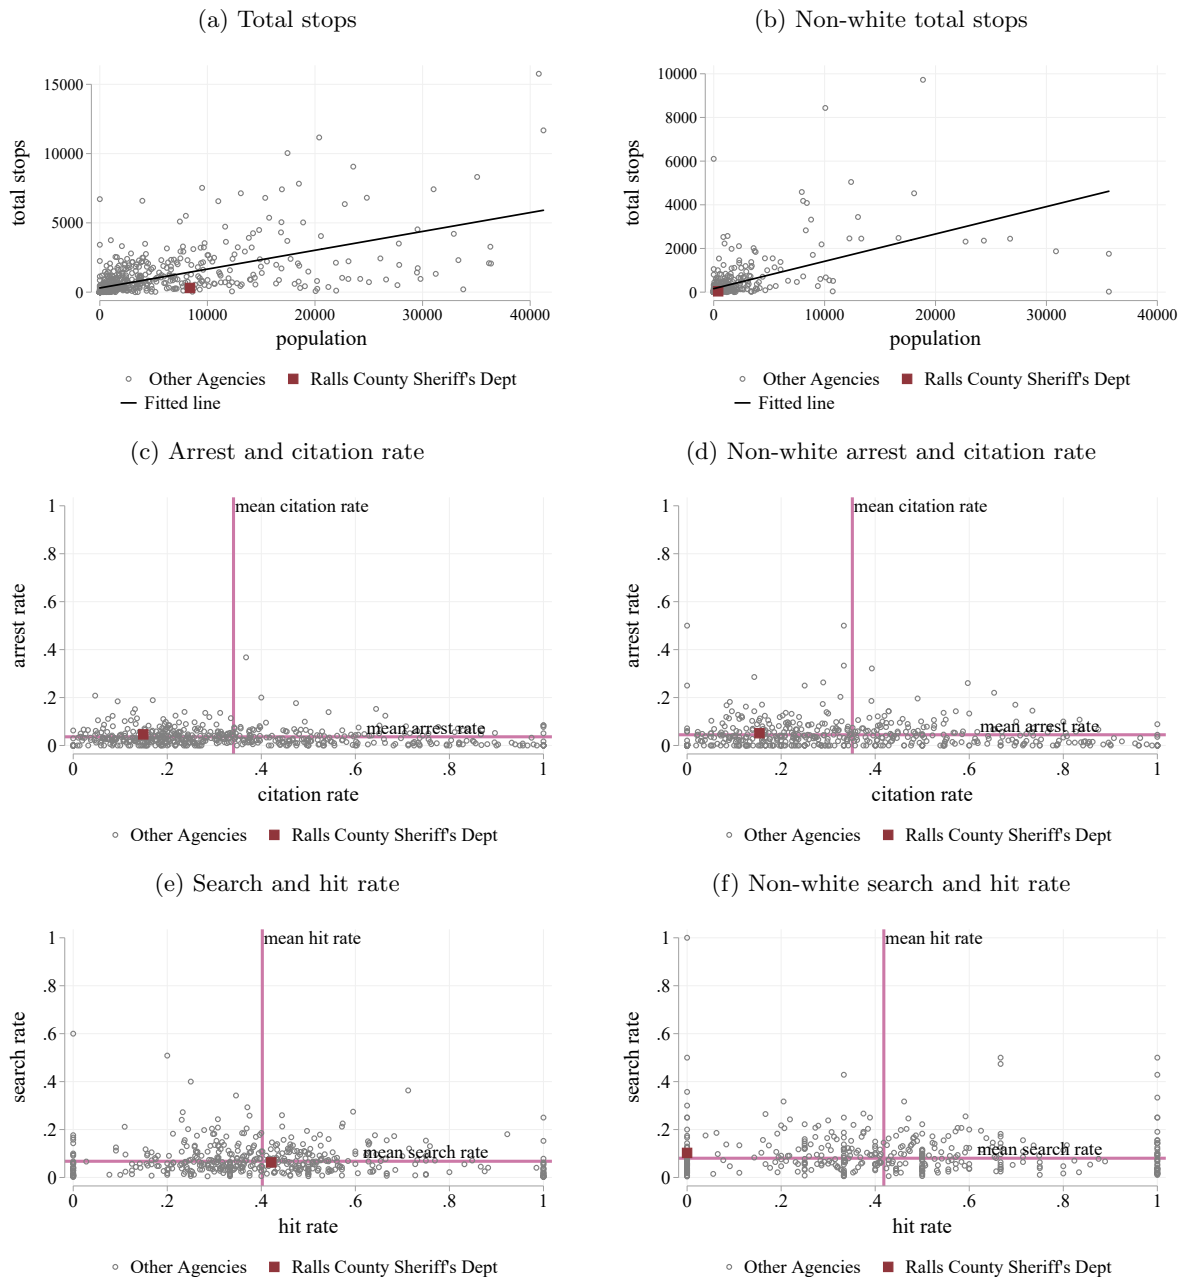 (a) Total stops
15000
10000
5000
0
total stops
0 10000 20000 30000 40000
population
Other Agencies Ralls County Sheriff's Dept
Fitted line
(b) Non-white total stops
10000
8000
6000
4000
2000
0
total stops
0 10000 20000 30000 40000
population
Other Agencies Ralls County Sheriff's Dept
Fitted line
(c) Arrest and citation rate
mean citation rate
1
.8
.6
.4
.2
0
arrest rate
mean arrest rate
0 .2 .4 .6 .8 1
citation rate
Other Agencies Ralls County Sheriff's Dept
(d) Non-white arrest and citation rate
mean citation rate
1
.8
.6
.4
.2
0
arrest rate
mean arrest rate
0 .2 .4 .6 .8 1
citation rate
Other Agencies Ralls County Sheriff's Dept
(e) Search and hit rate
mean hit rate
1
.8
.6
.4
.2
0
search rate
mean search rate
0 .2 .4 .6 .8 1
hit rate
Other Agencies Ralls County Sheriff's Dept
(f) Non-white search and hit rate
mean hit rate
1
.8
.6
.4
.2
0
search rate
mean search rate
0 .2 .4 .6 .8 1
hit rate
Other Agencies Ralls County Sheriff's Dept